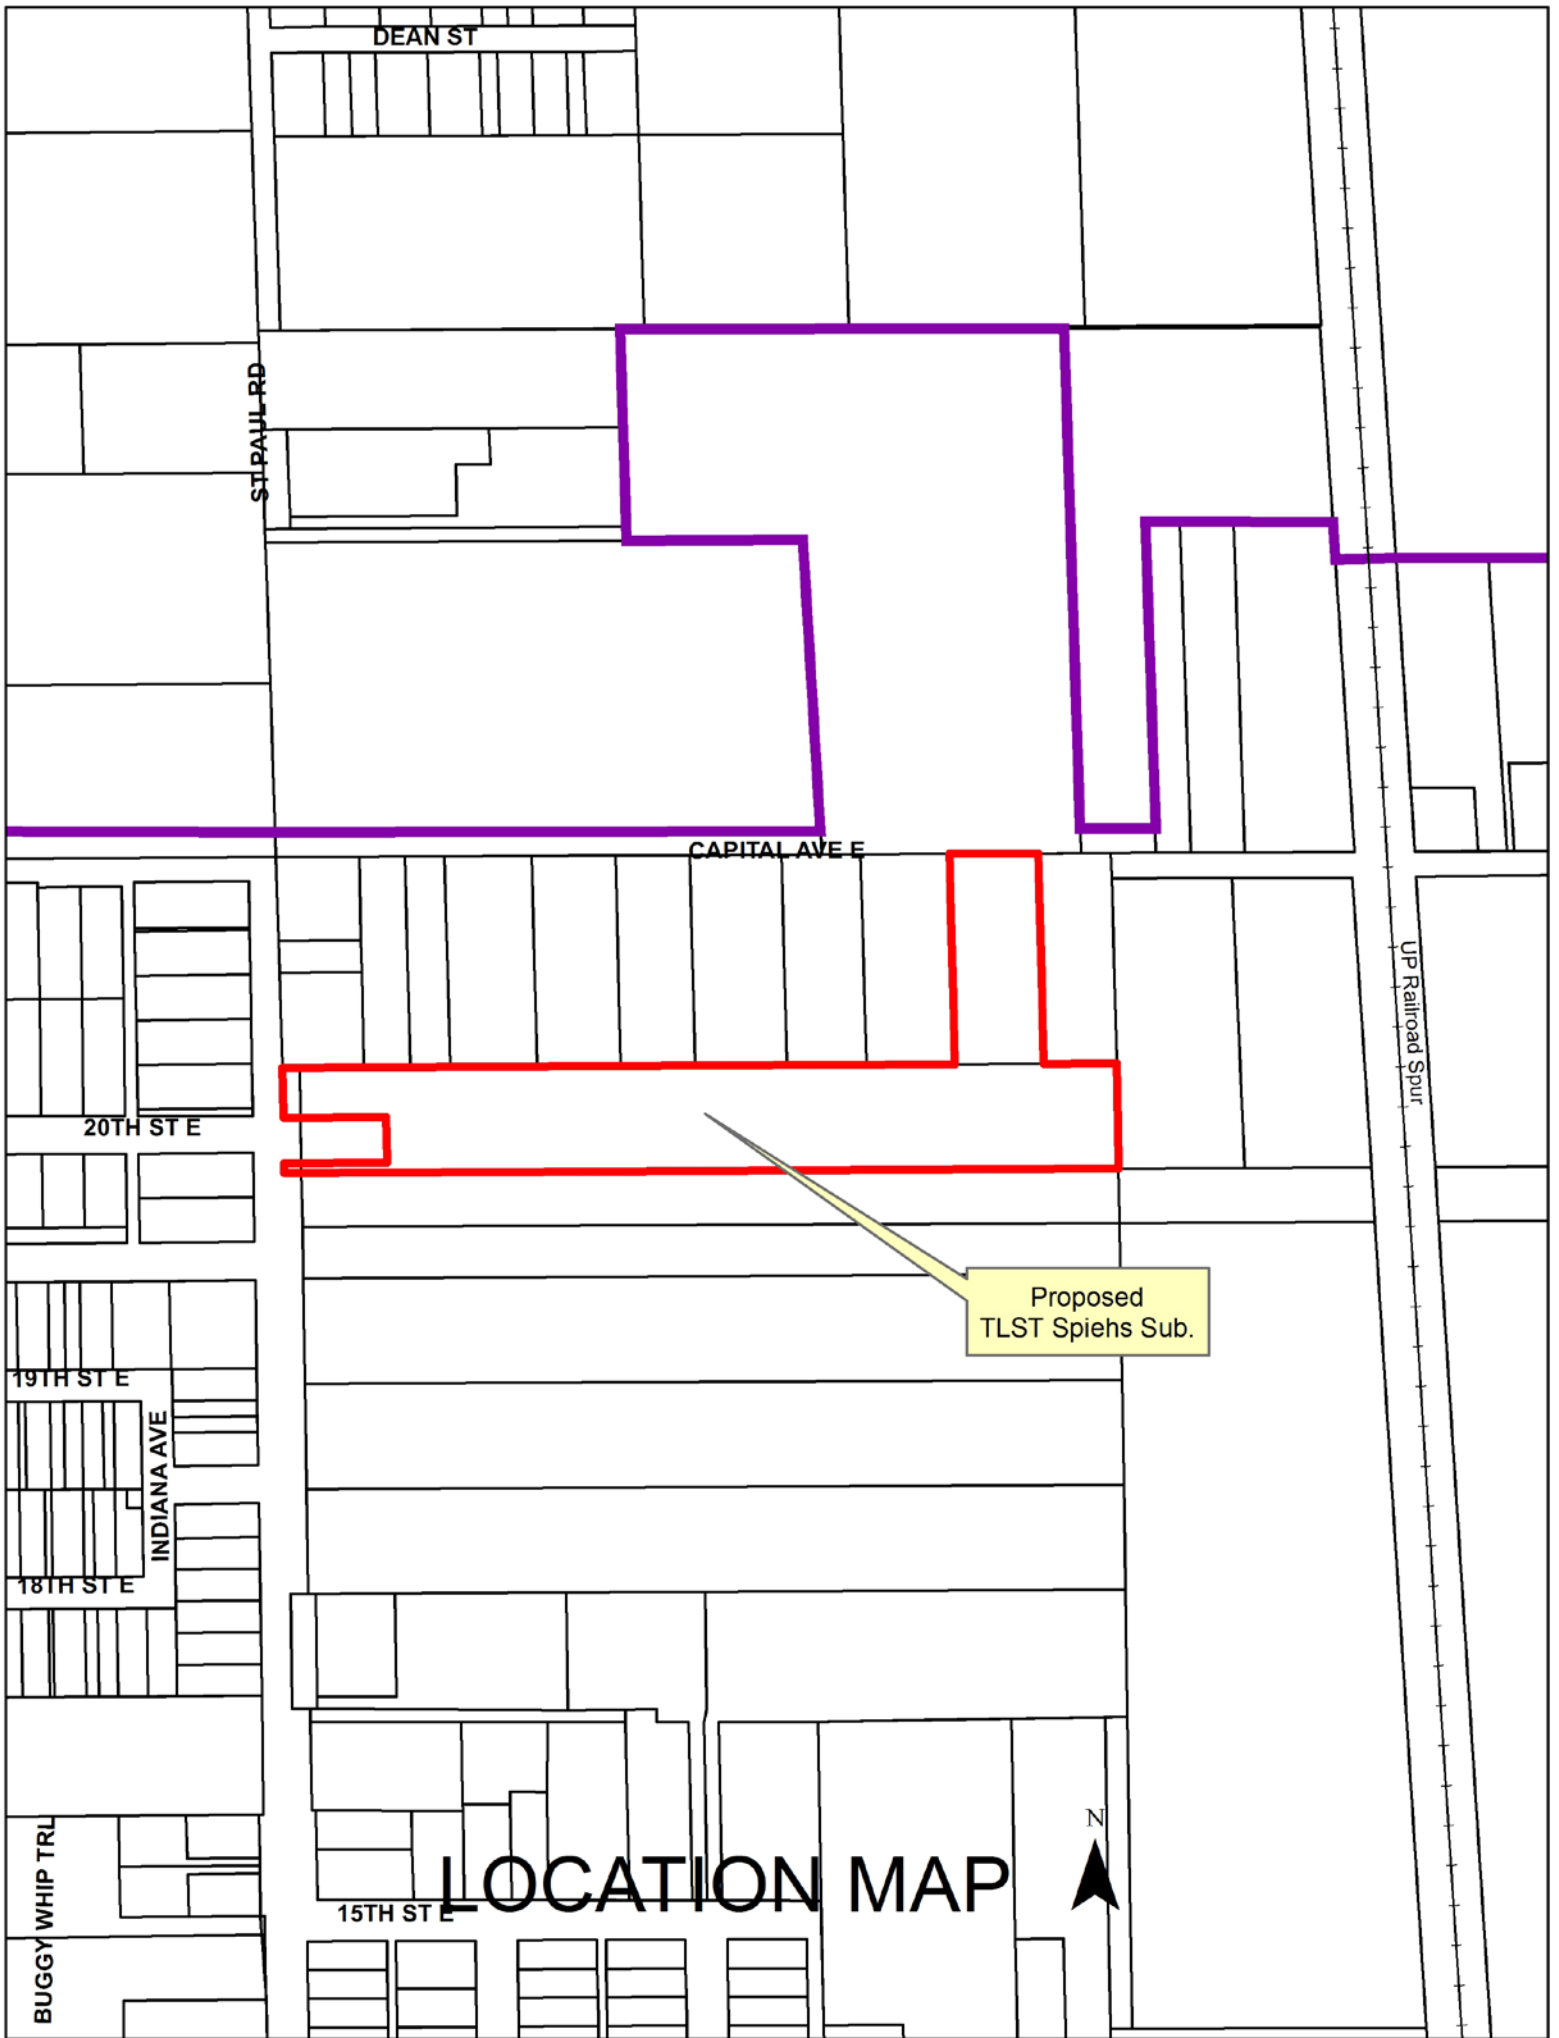 DEAN ST
ST PAUL RD
CAPITAL AVE E
UP Railroad Spur
20TH ST E
Proposed
TLST Spiehs Sub.
19TH ST E
INDIANA AVE
18TH ST E
N
LOCATION MAP
15TH ST E
BUGGY WHIP TRL